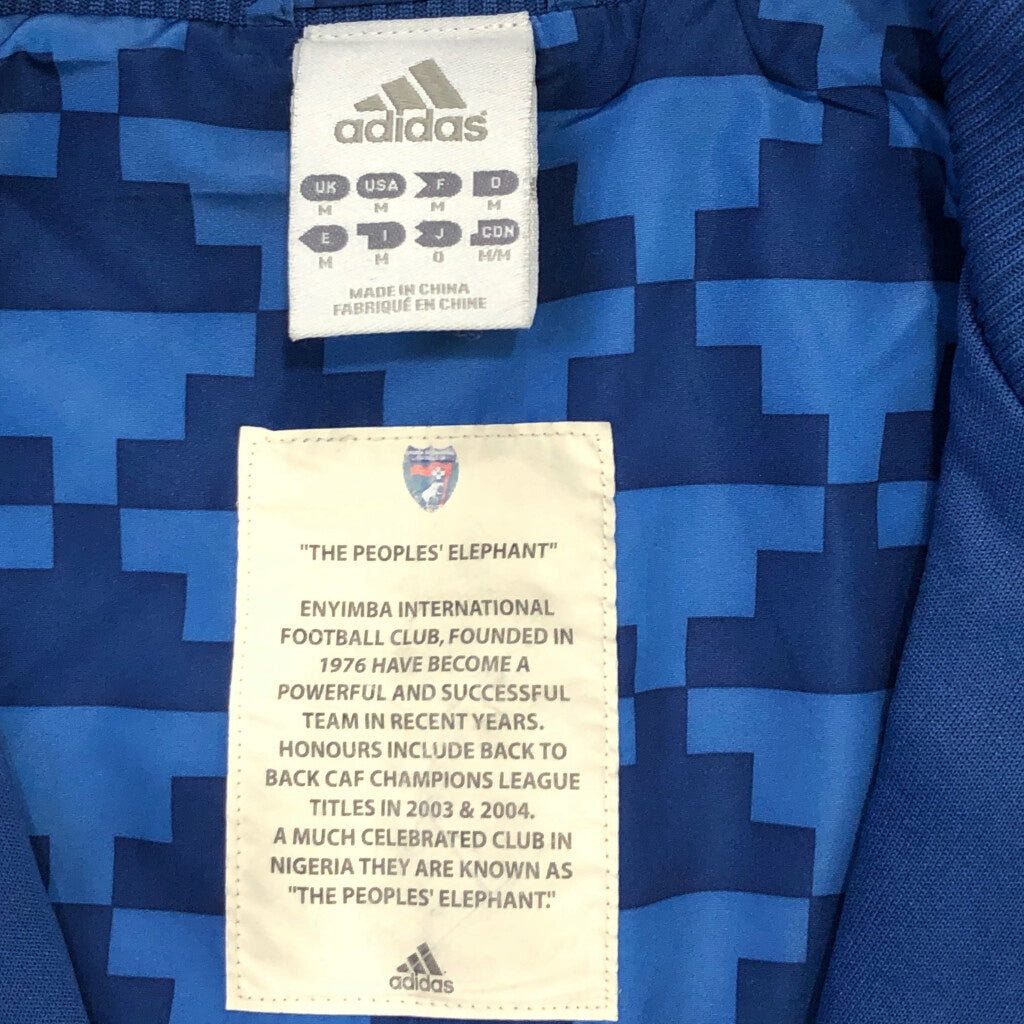 adidas
UK USA F D
M M M M
E I J CDN
M M O M/M
MADE IN CHINA
FABRIQUÉ EN CHINE
"THE PEOPLES' ELEPHANT"
ENYIMBA INTERNATIONAL
FOOTBALL CLUB, FOUNDED IN
1976 HAVE BECOME A
POWERFUL AND SUCCESSFUL
TEAM IN RECENT YEARS.
HONOURS INCLUDE BACK TO
BACK CAF CHAMPIONS LEAGUE
TITLES IN 2003 & 2004.
A MUCH CELEBRATED CLUB IN
NIGERIA THEY ARE KNOWN AS
"THE PEOPLES' ELEPHANT."
adidas